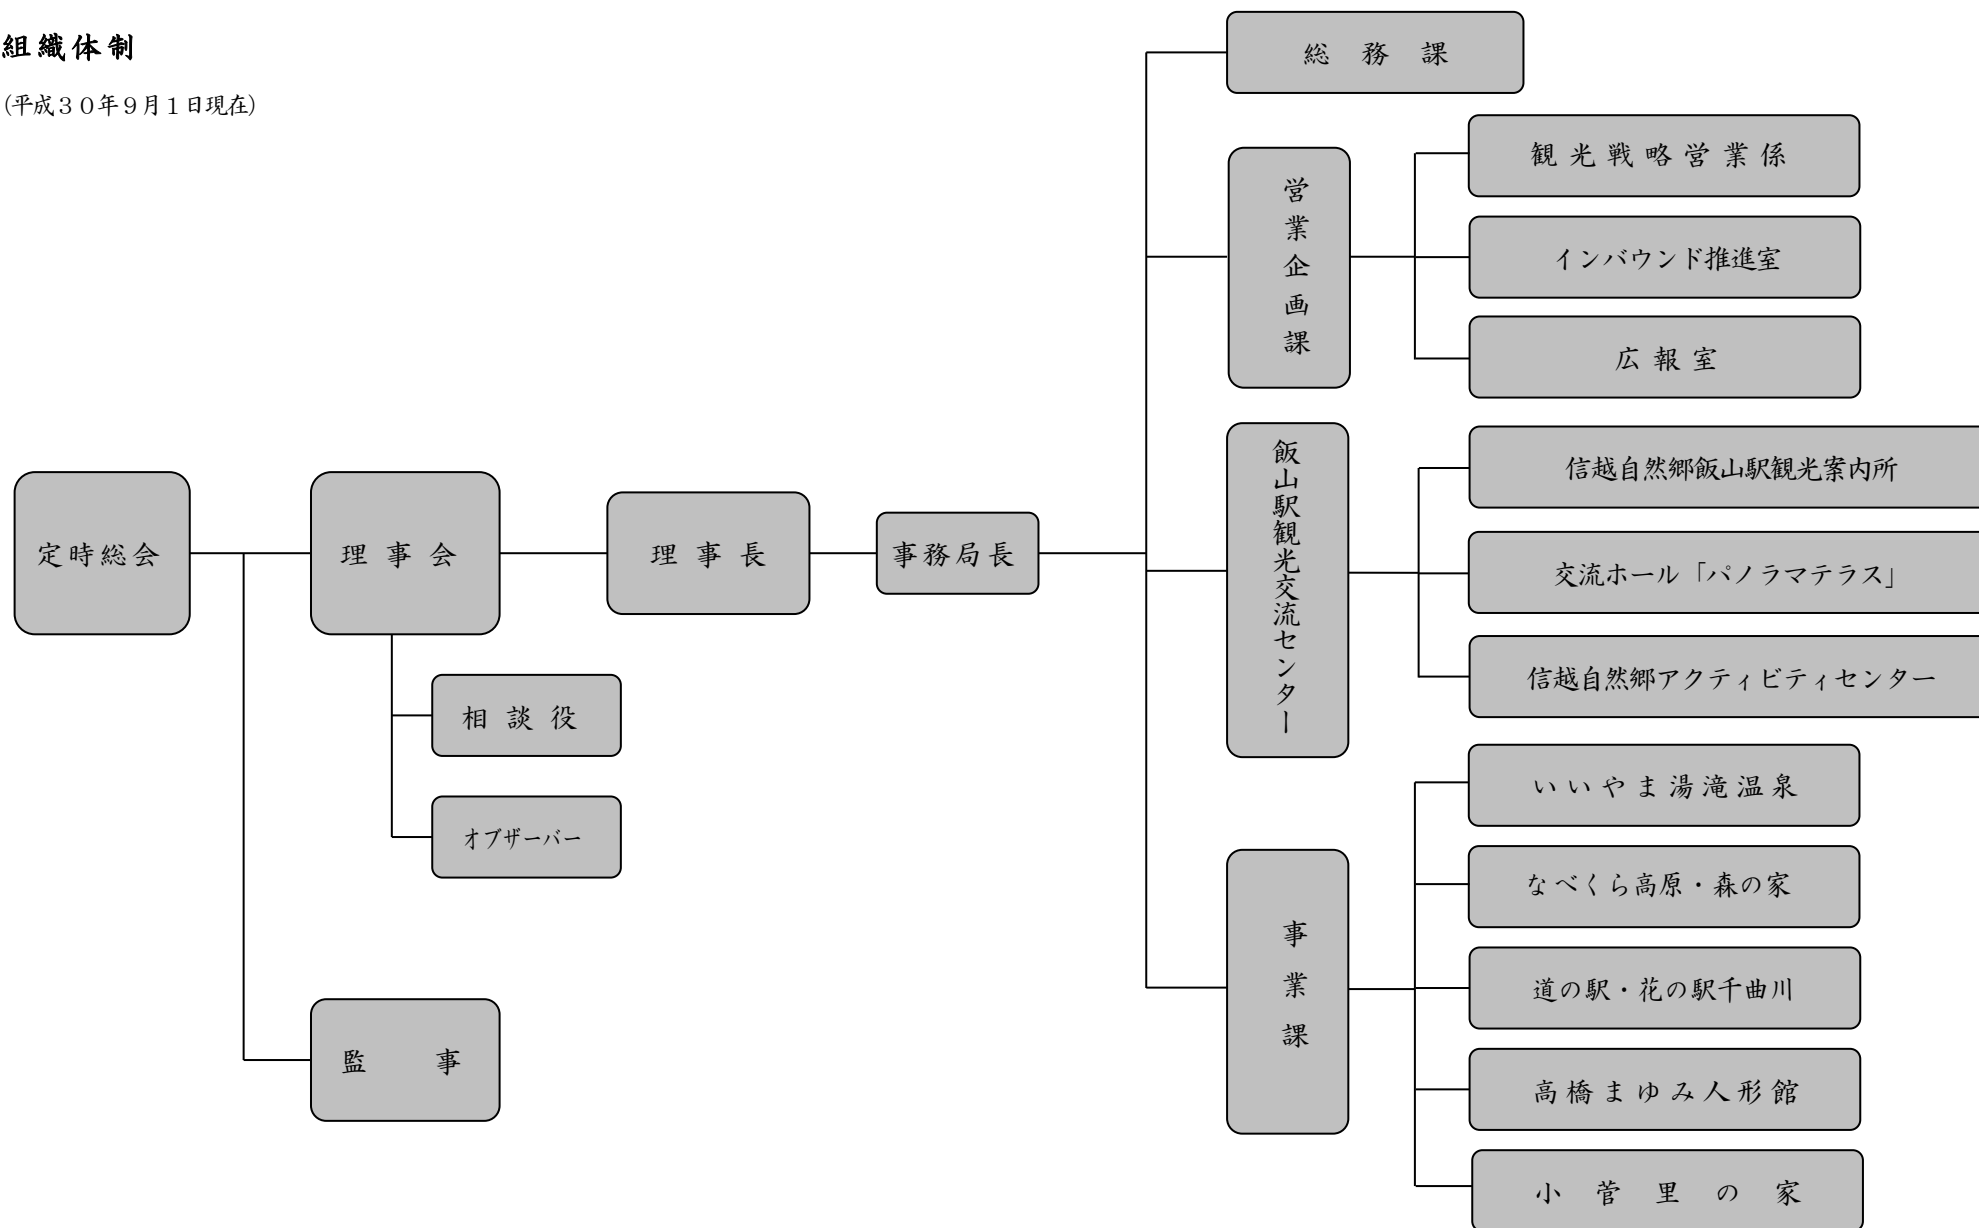 組織体制
(平成３０年９月１日現在)
総務課
営業企画課
観光戦略営業係
インバウンド推進室
広報室
飯山駅観光交流センター
信越自然郷飯山駅観光案内所
交流ホール「パノラマテラス」
信越自然郷アクティビティセンター
定時総会
理事会
理事長
事務局長
相談役
オブザーバー
監事
事業課
いいやま湯滝温泉
なべくら高原・森の家
道の駅・花の駅千曲川
高橋まゆみ人形館
小菅里の家